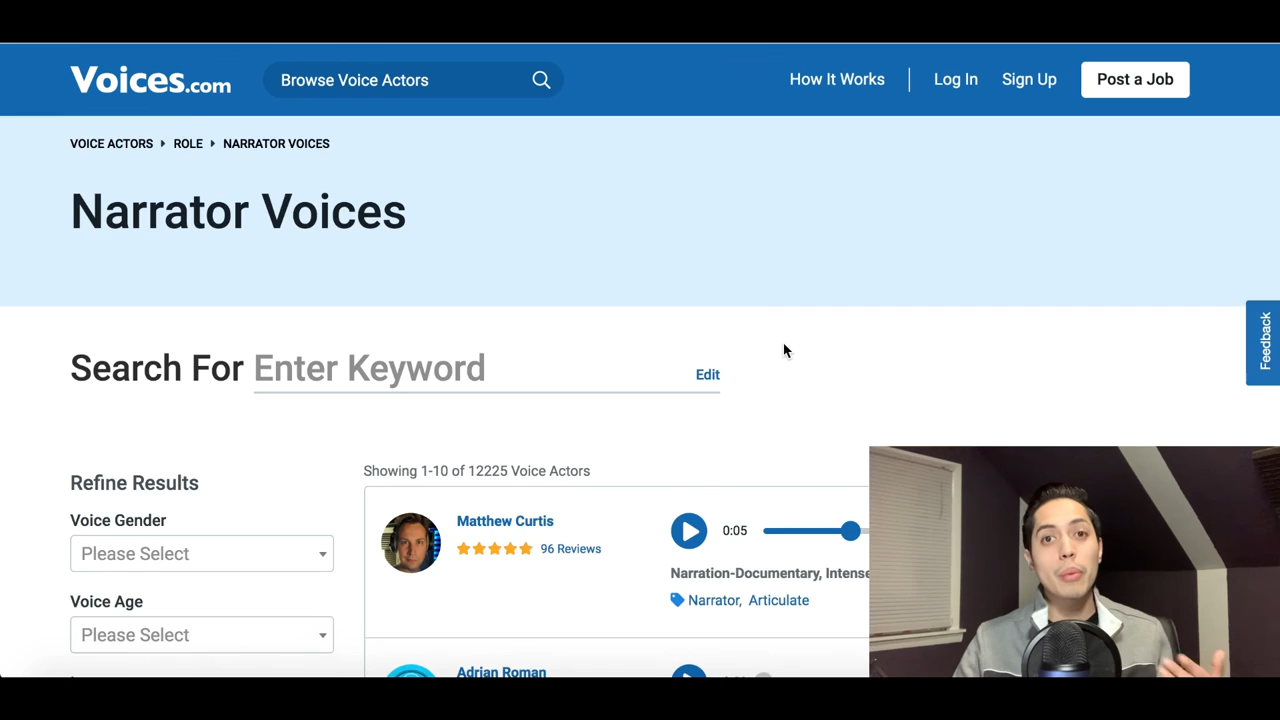 Voices.com
Browse Voice Actors
How It Works
Log In
Sign Up
Post a Job
VOICE ACTORS
ROLE
NARRATOR VOICES
Narrator Voices
Feedback
Search For Enter Keyword
Edit
Refine Results
Voice Gender
Please Select
Voice Age
Please Select
Showing 1-10 of 12225 Voice Actors
Matthew Curtis
96 Reviews
0:05
Narration-Documentary, Intense
Narrator, Articulate
Adrian Roman